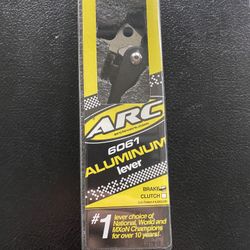 ARC
6061
ALUMINUM
lever
BRAKE
CLUTCH
#1
lever choice of
National, World and
MXoN Champions
for over 10 years!